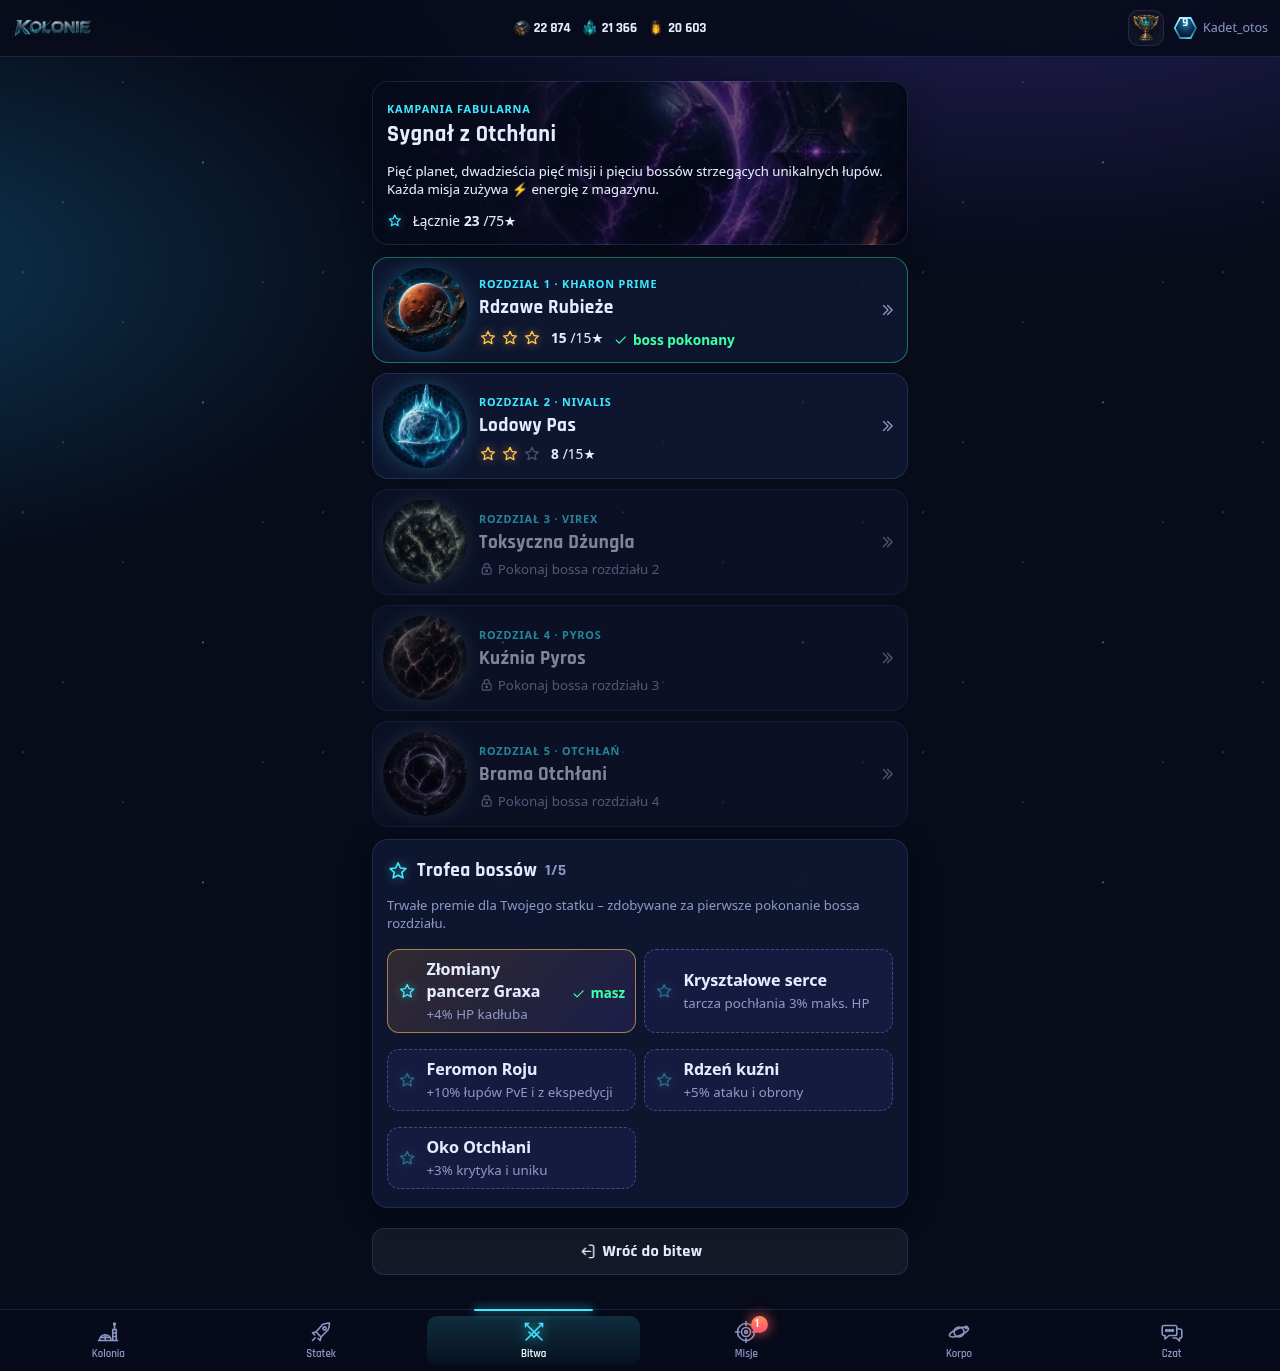 KOLONIE
22 874 21 366 20 603
9 Kadet_otos
KAMPANIA FABULARNA
Sygnał z Otchłani
Pięć planet, dwadzieścia pięć misji i pięciu bossów strzegących unikalnych łupów.
Każda misja zużywa ⚡ energię z magazynu.
Łącznie 23 /75★
ROZDZIAŁ 1 · KHARON PRIME
Rdzawe Rubieże
15 /15★ boss pokonany
ROZDZIAŁ 2 · NIVALIS
Lodowy Pas
8 /15★
ROZDZIAŁ 3 · VIREX
Toksyczna Dżungla
Pokonaj bossa rozdziału 2
ROZDZIAŁ 4 · PYROS
Kuźnia Pyros
Pokonaj bossa rozdziału 3
ROZDZIAŁ 5 · OTCHŁAŃ
Brama Otchłani
Pokonaj bossa rozdziału 4
Trofea bossów 1/5
Trwałe premie dla Twojego statku – zdobywane za pierwsze pokonanie bossa
rozdziału.
Złomiany
pancerz Graxa
+4% HP kadłuba
masz
Kryształowe serce
tarcza pochłania 3% maks. HP
Feromon Roju
+10% łupów PvE i z ekspedycji
Rdzeń kuźni
+5% ataku i obrony
Oko Otchłani
+3% krytyka i uniku
Wróć do bitew
1
Kolonia Statek Bitwa Misje Korpo Czat